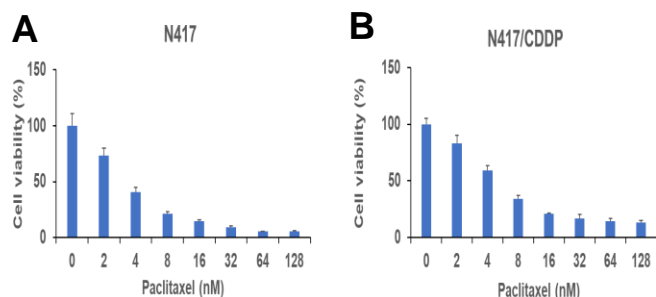 A
N417
Cell viability (%)
150
100
50
0
0 2 4 8 16 32 64 128
Paclitaxel (nM)
B
N417/CDDP
Cell viability (%)
150
100
50
0
0 2 4 8 16 32 64 128
Paclitaxel (nM)